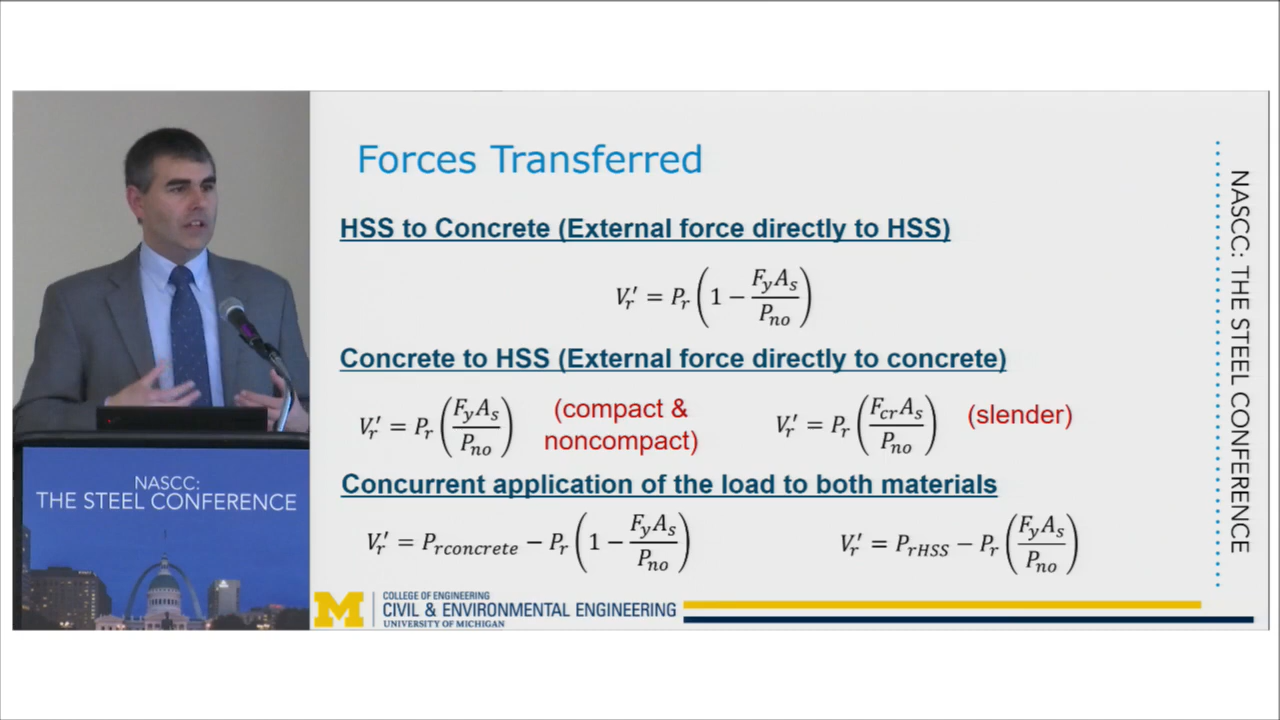 Forces Transferred
HSS to Concrete (External force directly to HSS)
V′r = Pr (1 − FyAs / Pno)
Concrete to HSS (External force directly to concrete)
V′r = Pr (FyAs / Pno) (compact &
noncompact)
V′r = Pr (FcrAs / Pno) (slender)
Concurrent application of the load to both materials
V′r = Prconcrete − Pr (1 − FyAs / Pno)
V′r = PrHSS − Pr (FyAs / Pno)
M
COLLEGE OF ENGINEERING
CIVIL & ENVIRONMENTAL ENGINEERING
UNIVERSITY OF MICHIGAN
NASCC: THE STEEL CONFERENCE
NASCC:
THE STEEL CONFERENCE